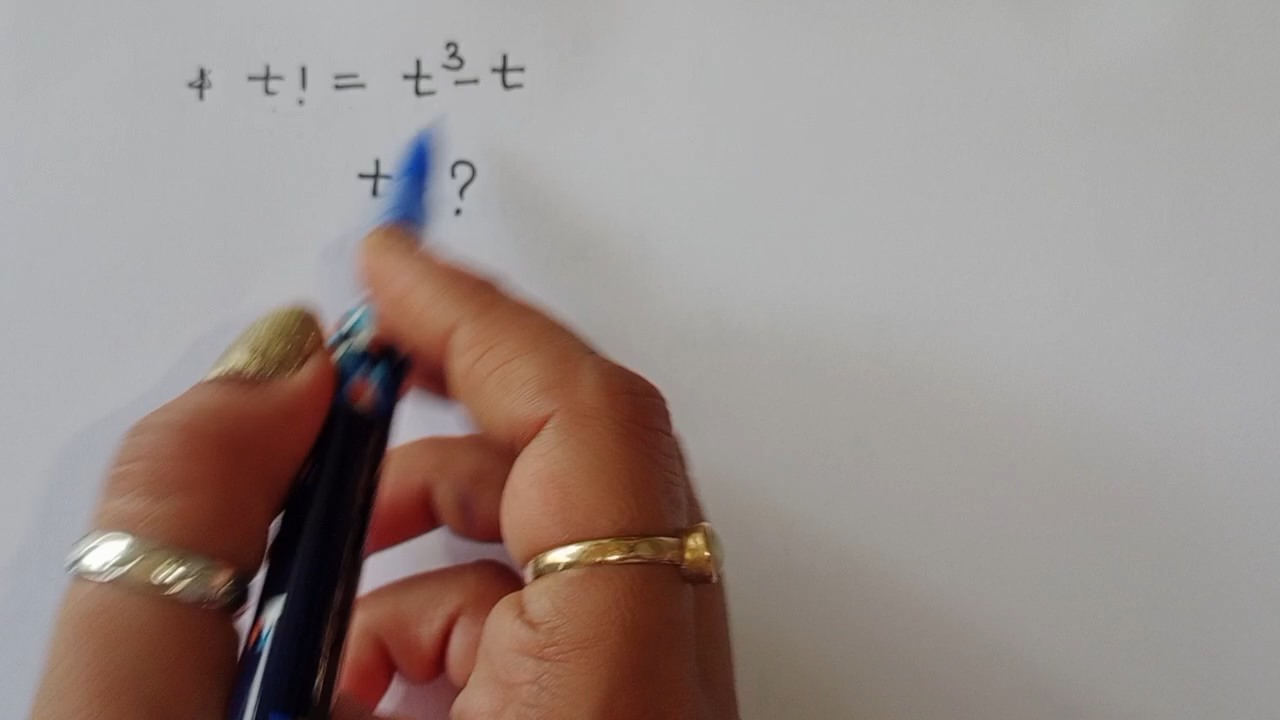 * t! = t³ - t
t ?